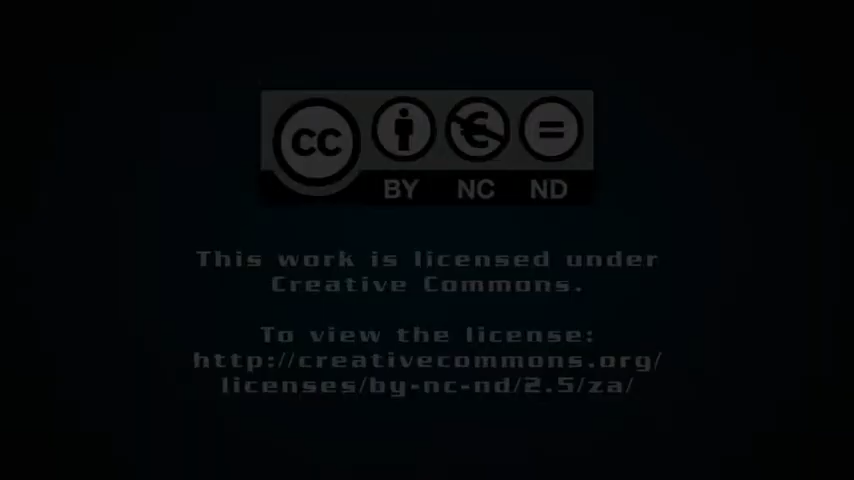 CC
BY NC ND
This work is licensed under
Creative Commons.
To view the license:
http://creativecommons.org/
licenses/by-nc-nd/2.5/za/